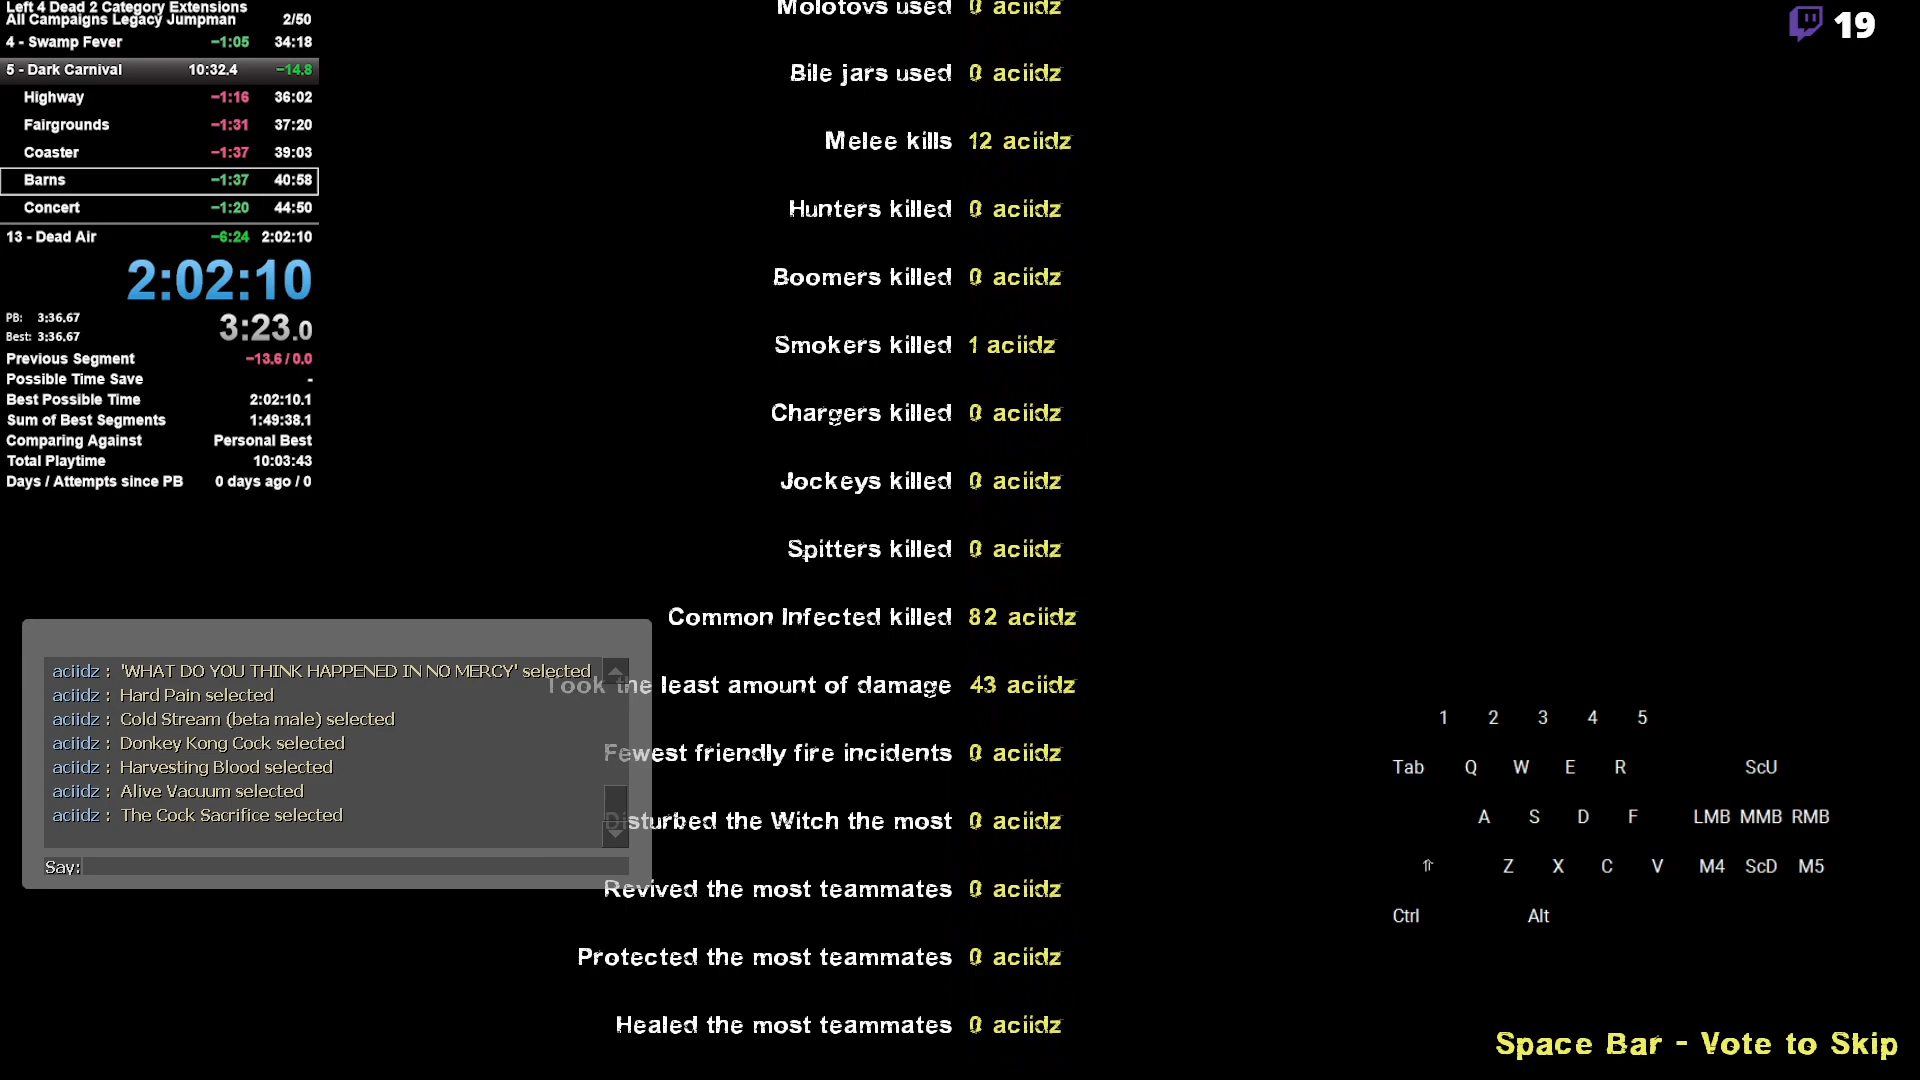 Left 4 Dead 2 Category Extensions
All Campaigns Legacy Jumpman 2/50
4 - Swamp Fever −1:05 34:18
5 - Dark Carnival 10:32.4 −14.8
Highway −1:16 36:02
Fairgrounds −1:31 37:20
Coaster −1:37 39:03
Barns −1:37 40:58
Concert −1:20 44:50
13 - Dead Air −6:24 2:02:10
2:02:10
PB: 3:36.67
Best: 3:36.67
3:23.0
Previous Segment −13.6 / 0.0
Possible Time Save -
Best Possible Time 2:02:10.1
Sum of Best Segments 1:49:38.1
Comparing Against Personal Best
Total Playtime 10:03:43
Days / Attempts since PB 0 days ago / 0
Molotovs used 0 aciidz
Bile jars used 0 aciidz
Melee kills 12 aciidz
Hunters killed 0 aciidz
Boomers killed 0 aciidz
Smokers killed 1 aciidz
Chargers killed 0 aciidz
Jockeys killed 0 aciidz
Spitters killed 0 aciidz
Common Infected killed 82 aciidz
Took the least amount of damage 43 aciidz
Fewest friendly fire incidents 0 aciidz
Disturbed the Witch the most 0 aciidz
Revived the most teammates 0 aciidz
Protected the most teammates 0 aciidz
Healed the most teammates 0 aciidz
aciidz : 'WHAT DO YOU THINK HAPPENED IN NO MERCY' selected
aciidz : Hard Pain selected
aciidz : Cold Stream (beta male) selected
aciidz : Donkey Kong Cock selected
aciidz : Harvesting Blood selected
aciidz : Alive Vacuum selected
aciidz : The Cock Sacrifice selected
Say:
19
1 2 3 4 5
Tab Q W E R ScU
A S D F LMB MMB RMB
⇑ Z X C V M4 ScD M5
Ctrl Alt
Space Bar - Vote to Skip